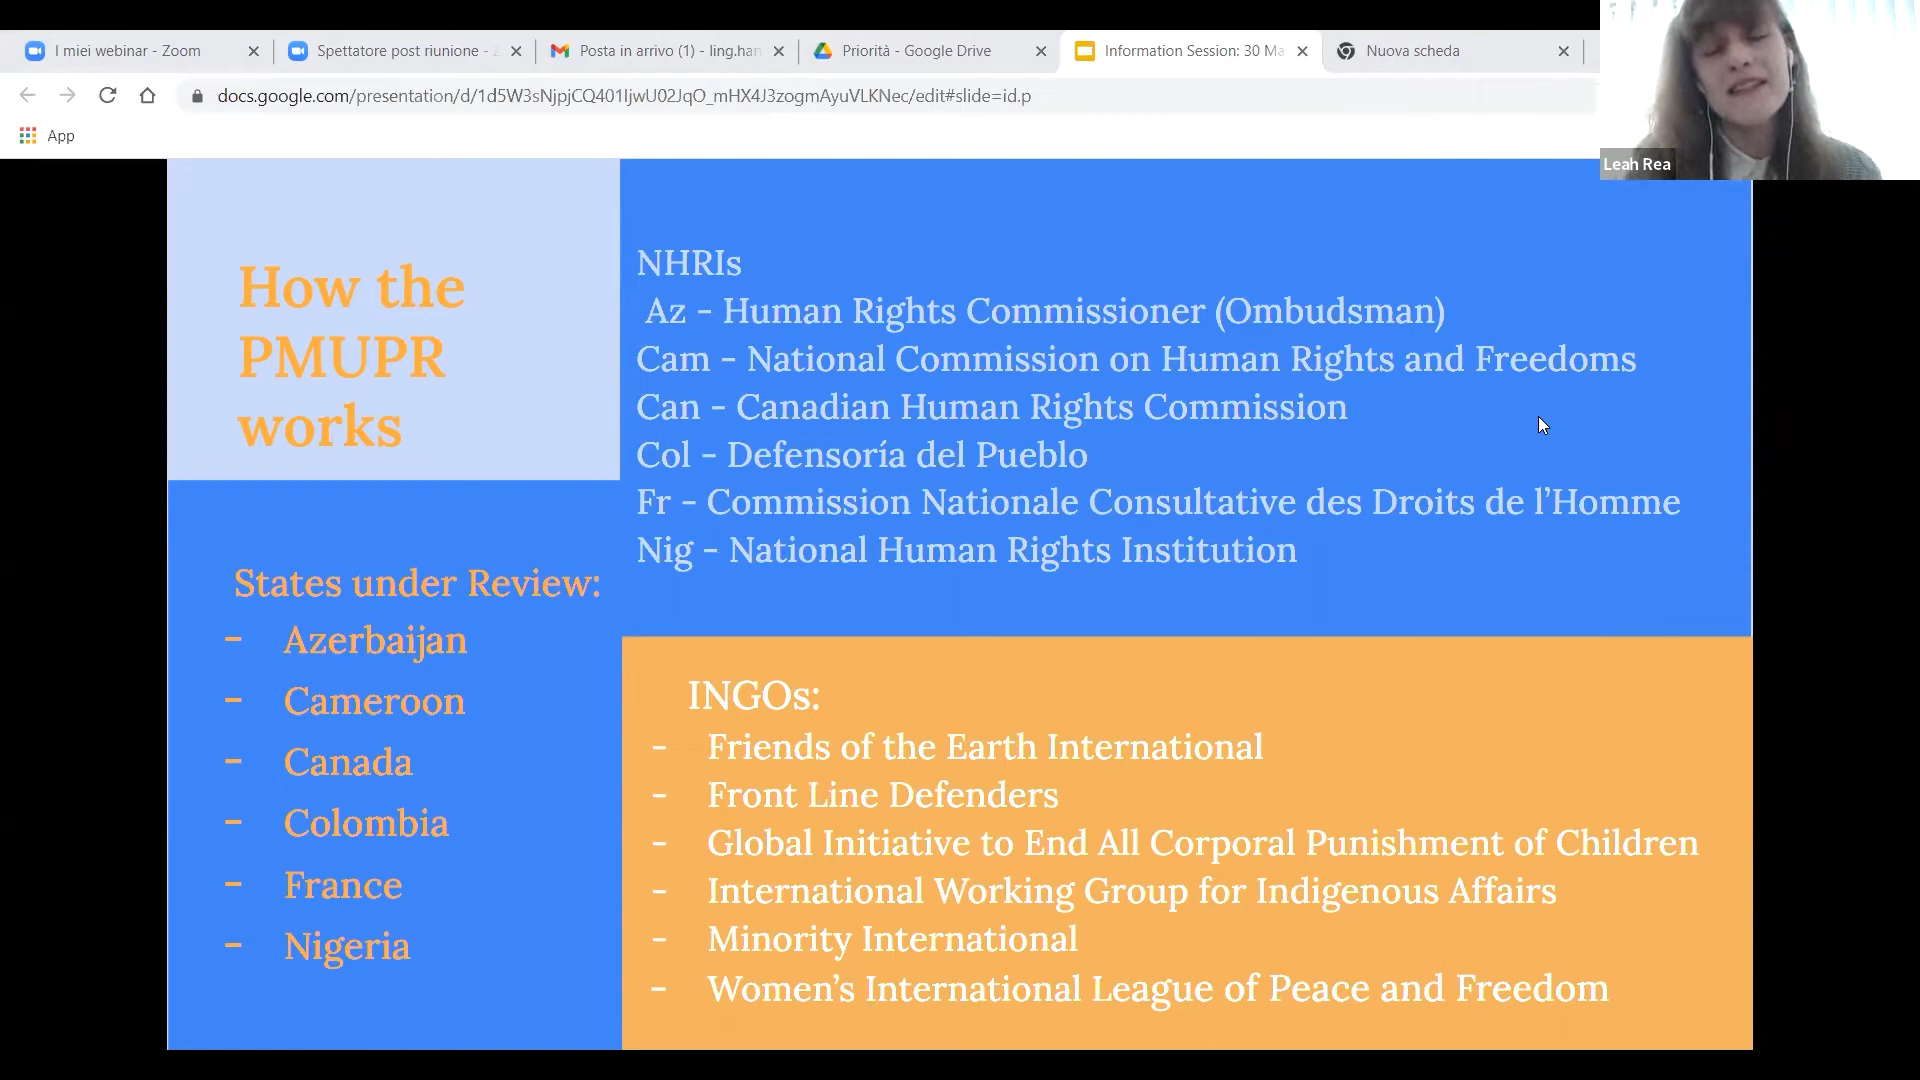 I miei webinar - Zoom
Spettatore post riunione - Z
Posta in arrivo (1) - ling.han
Priorità - Google Drive
Information Session: 30 Ma
Nuova scheda
docs.google.com/presentation/d/1d5W3sNjpjCQ401IjwU02JqO_mHX4J3zogmAyuVLKNec/edit#slide=id.p
App
Leah Rea
How the
PMUPR
works
NHRIs
Az - Human Rights Commissioner (Ombudsman)
Cam - National Commission on Human Rights and Freedoms
Can - Canadian Human Rights Commission
Col - Defensoría del Pueblo
Fr - Commission Nationale Consultative des Droits de l’Homme
Nig - National Human Rights Institution
States under Review:
- Azerbaijan
- Cameroon
- Canada
- Colombia
- France
- Nigeria
INGOs:
- Friends of the Earth International
- Front Line Defenders
- Global Initiative to End All Corporal Punishment of Children
- International Working Group for Indigenous Affairs
- Minority International
- Women’s International League of Peace and Freedom